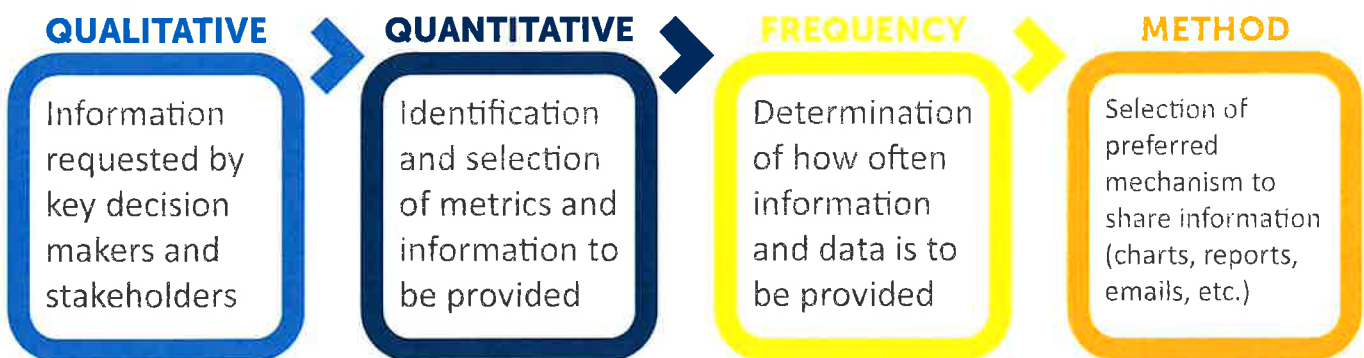 QUALITATIVE
Information
requested by
key decision
makers and
stakeholders
QUANTITATIVE
Identification
and selection
of metrics and
information to
be provided
FREQUENCY
Determination
of how often
information
and data is to
be provided
METHOD
Selection of
preferred
mechanism to
share information
(charts, reports,
emails, etc.)